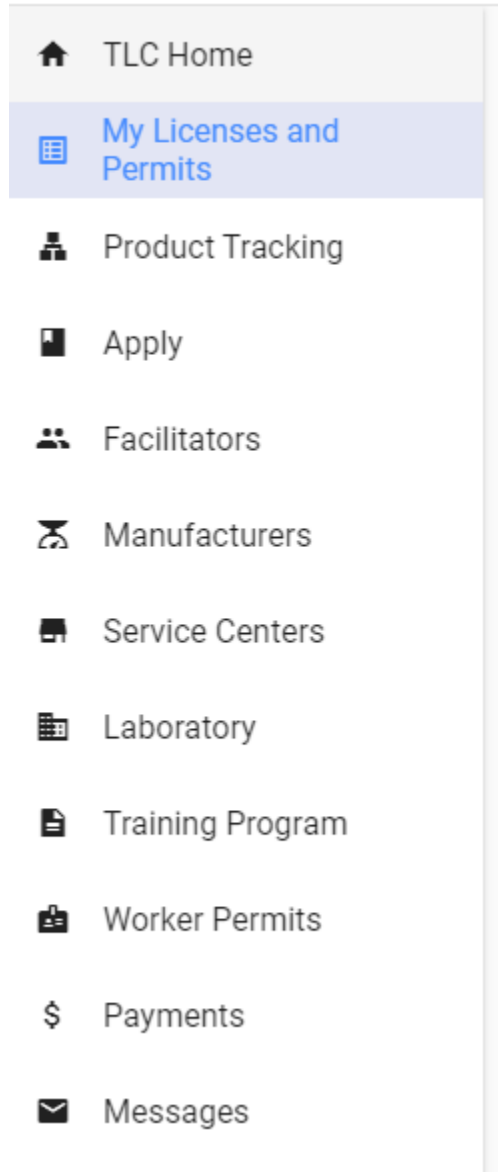 TLC Home
My Licenses and
Permits
Product Tracking
Apply
Facilitators
Manufacturers
Service Centers
Laboratory
Training Program
Worker Permits
$ Payments
Messages